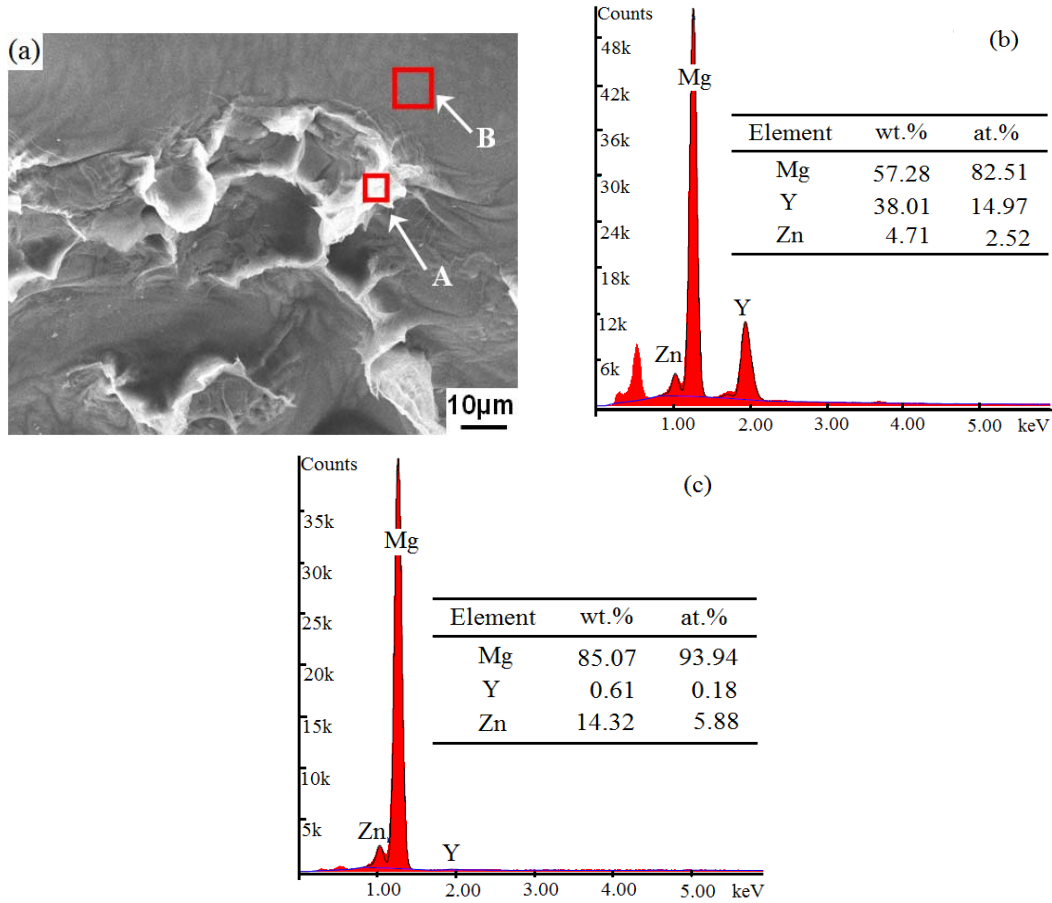 (a)
B
A
10μm
Counts
(b)
48k
Mg
42k
36k
30k
24k
18k
12k
6k
Zn
Y
1.00 2.00 3.00 4.00 5.00 keV
Element wt.% at.%
Mg 57.28 82.51
Y 38.01 14.97
Zn 4.71 2.52
Counts
(c)
35k
Mg
30k
25k
20k
15k
10k
5k
Zn
Y
1.00 2.00 3.00 4.00 5.00 keV
Element wt.% at.%
Mg 85.07 93.94
Y 0.61 0.18
Zn 14.32 5.88